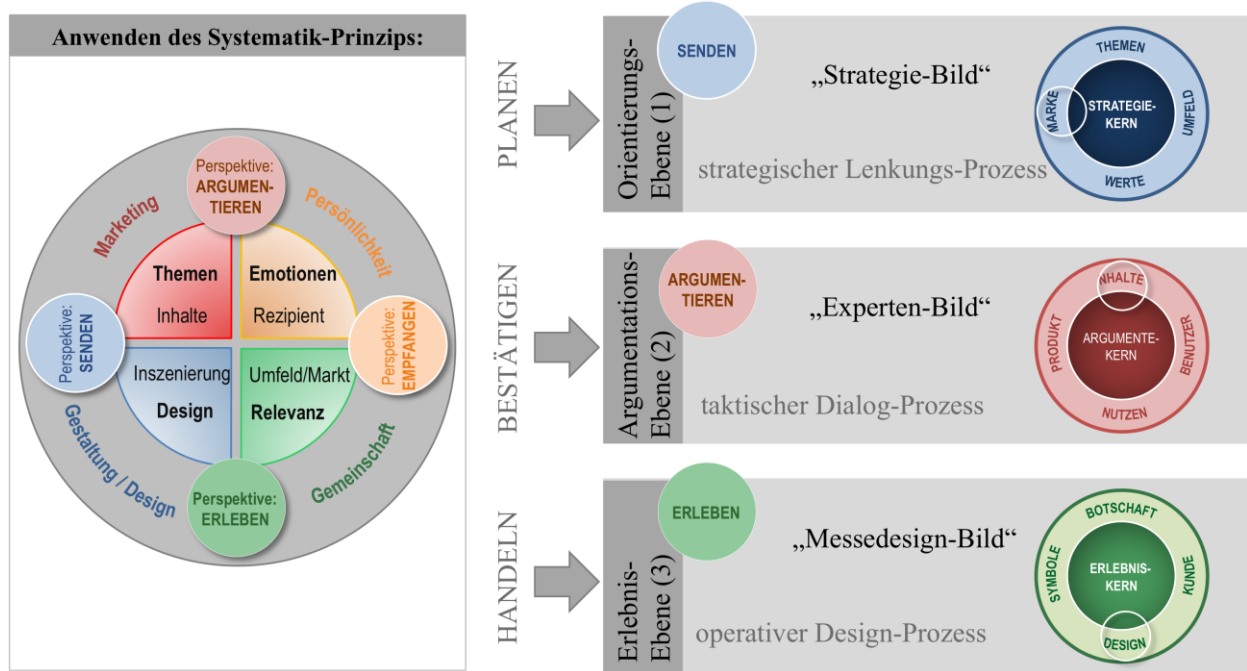 Anwenden des Systematik-Prinzips:
Perspektive:
ARGUMEN-
TIEREN
Marketing
Persönlichkeit
Themen
Inhalte
Emotionen
Rezipient
Perspektive:
SENDEN
Perspektive:
EMPFANGEN
Inszenierung
Design
Umfeld/Markt
Relevanz
Gestaltung / Design
Gemeinschaft
Perspektive:
ERLEBEN
PLANEN
Orientierungs-
Ebene (1)
SENDEN
„Strategie-Bild“
strategischer Lenkungs-Prozess
THEMEN
MARKE
STRATEGIE-
KERN
UMFELD
WERTE
BESTÄTIGEN
Argumentations-
Ebene (2)
ARGUMEN-
TIEREN
„Experten-Bild“
taktischer Dialog-Prozess
INHALTE
PRODUKT
ARGUMENTE-
KERN
BENUTZER
NUTZEN
HANDELN
Erlebnis-
Ebene (3)
ERLEBEN
„Messedesign-Bild“
operativer Design-Prozess
BOTSCHAFT
SYMBOLE
ERLEBNIS-
KERN
KUNDE
DESIGN